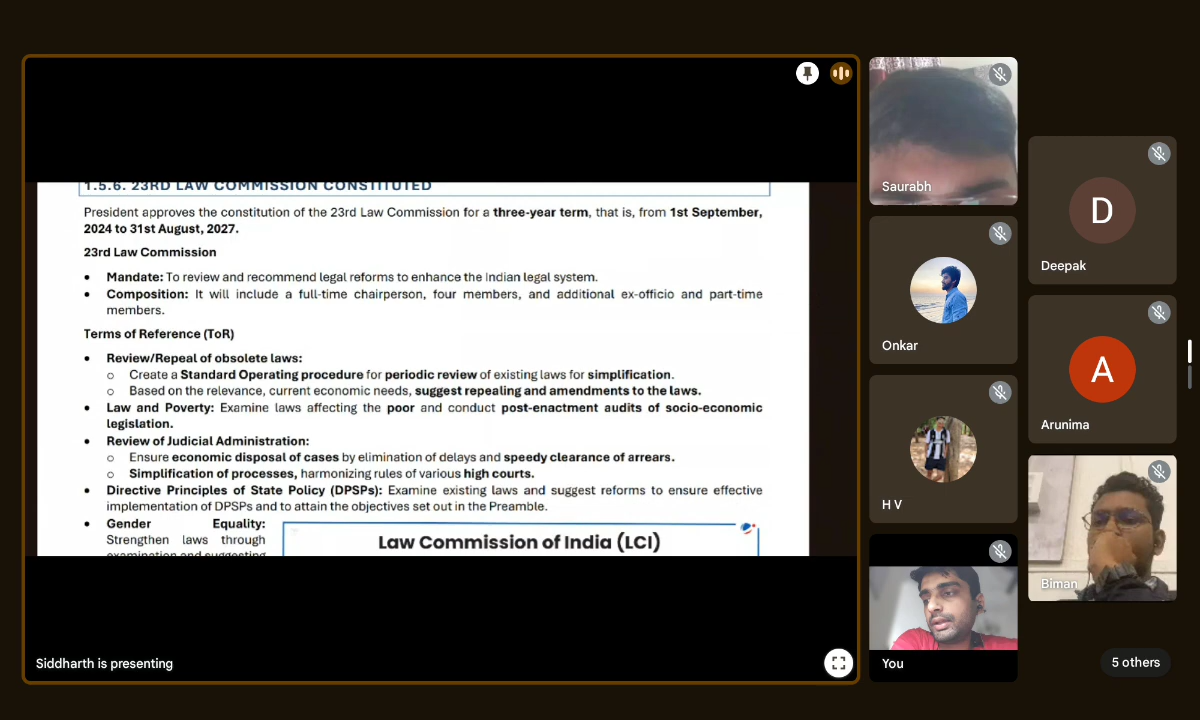 1.5.6. 23RD LAW COMMISSION CONSTITUTED
President approves the constitution of the 23rd Law Commission for a three-year term, that is, from 1st September,
2024 to 31st August, 2027.
23rd Law Commission
• Mandate: To review and recommend legal reforms to enhance the Indian legal system.
• Composition: It will include a full-time chairperson, four members, and additional ex-officio and part-time
members.
Terms of Reference (ToR)
• Review/Repeal of obsolete laws:
o Create a Standard Operating procedure for periodic review of existing laws for simplification.
o Based on the relevance, current economic needs, suggest repealing and amendments to the laws.
• Law and Poverty: Examine laws affecting the poor and conduct post-enactment audits of socio-economic
legislation.
• Review of Judicial Administration:
o Ensure economic disposal of cases by elimination of delays and speedy clearance of arrears.
o Simplification of processes, harmonizing rules of various high courts.
• Directive Principles of State Policy (DPSPs): Examine existing laws and suggest reforms to ensure effective
implementation of DPSPs and to attain the objectives set out in the Preamble.
• Gender Equality:
Strengthen laws through
examination and suggesting
Law Commission of India (LCI)
Siddharth is presenting
Saurabh
Onkar
H V
You
D
Deepak
A
Arunima
Biman
5 others